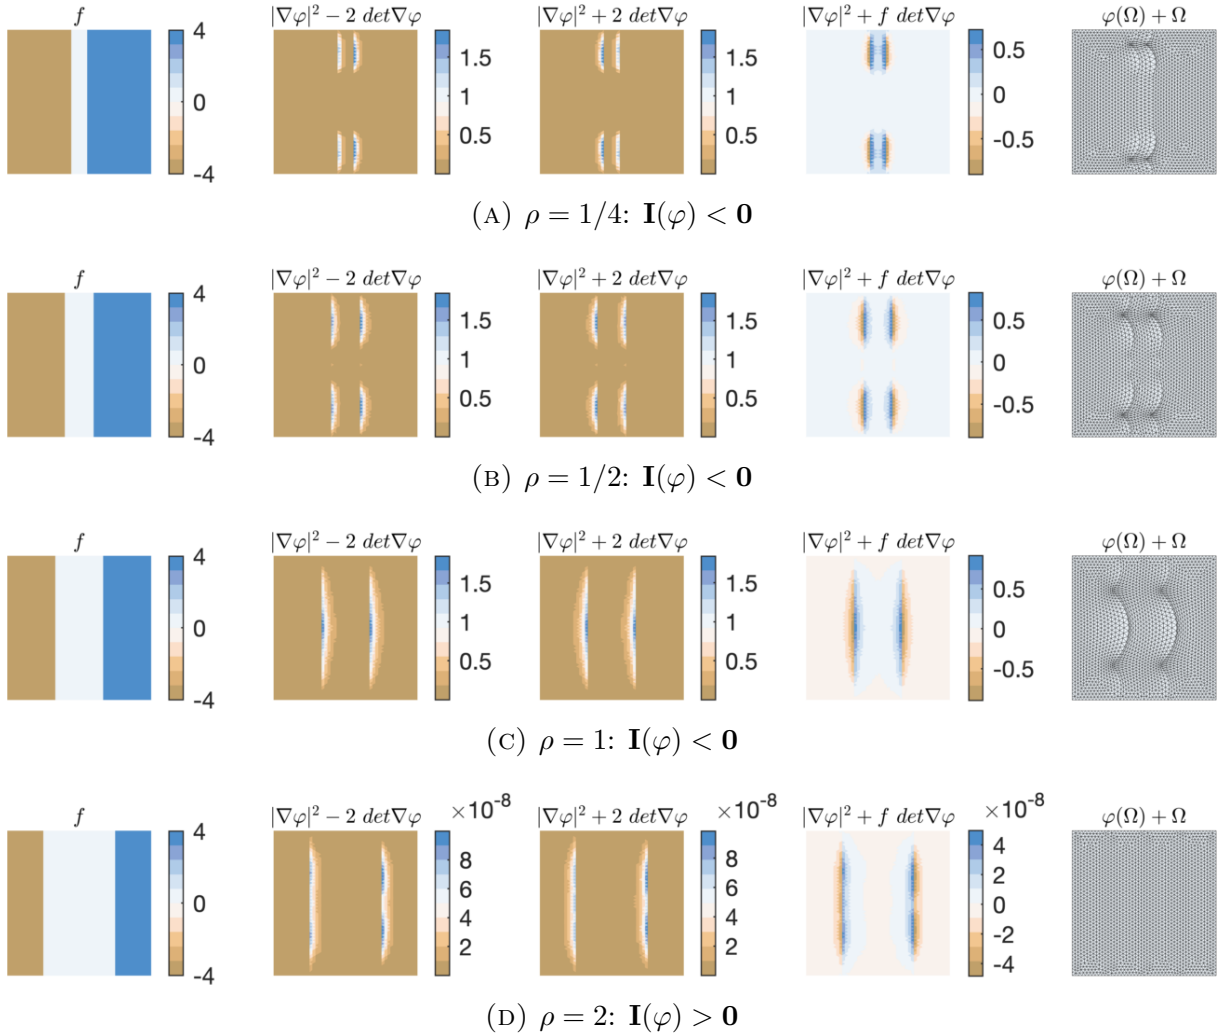 f |∇φ|² − 2 det∇φ |∇φ|² + 2 det∇φ |∇φ|² + f det∇φ φ(Ω) + Ω
4 0 -4 1.5 1 0.5 1.5 1 0.5 0.5 0 -0.5
(A) ρ = 1/4: I(φ) < 0
f |∇φ|² − 2 det∇φ |∇φ|² + 2 det∇φ |∇φ|² + f det∇φ φ(Ω) + Ω
4 0 -4 1.5 1 0.5 1.5 1 0.5 0.5 0 -0.5
(B) ρ = 1/2: I(φ) < 0
f |∇φ|² − 2 det∇φ |∇φ|² + 2 det∇φ |∇φ|² + f det∇φ φ(Ω) + Ω
4 0 -4 1.5 1 0.5 1.5 1 0.5 0.5 0 -0.5
(C) ρ = 1: I(φ) < 0
f |∇φ|² − 2 det∇φ ×10⁻⁸ |∇φ|² + 2 det∇φ ×10⁻⁸ |∇φ|² + f det∇φ ×10⁻⁸ φ(Ω) + Ω
4 0 -4 8 6 4 2 8 6 4 2 4 2 0 -2 -4
(D) ρ = 2: I(φ) > 0